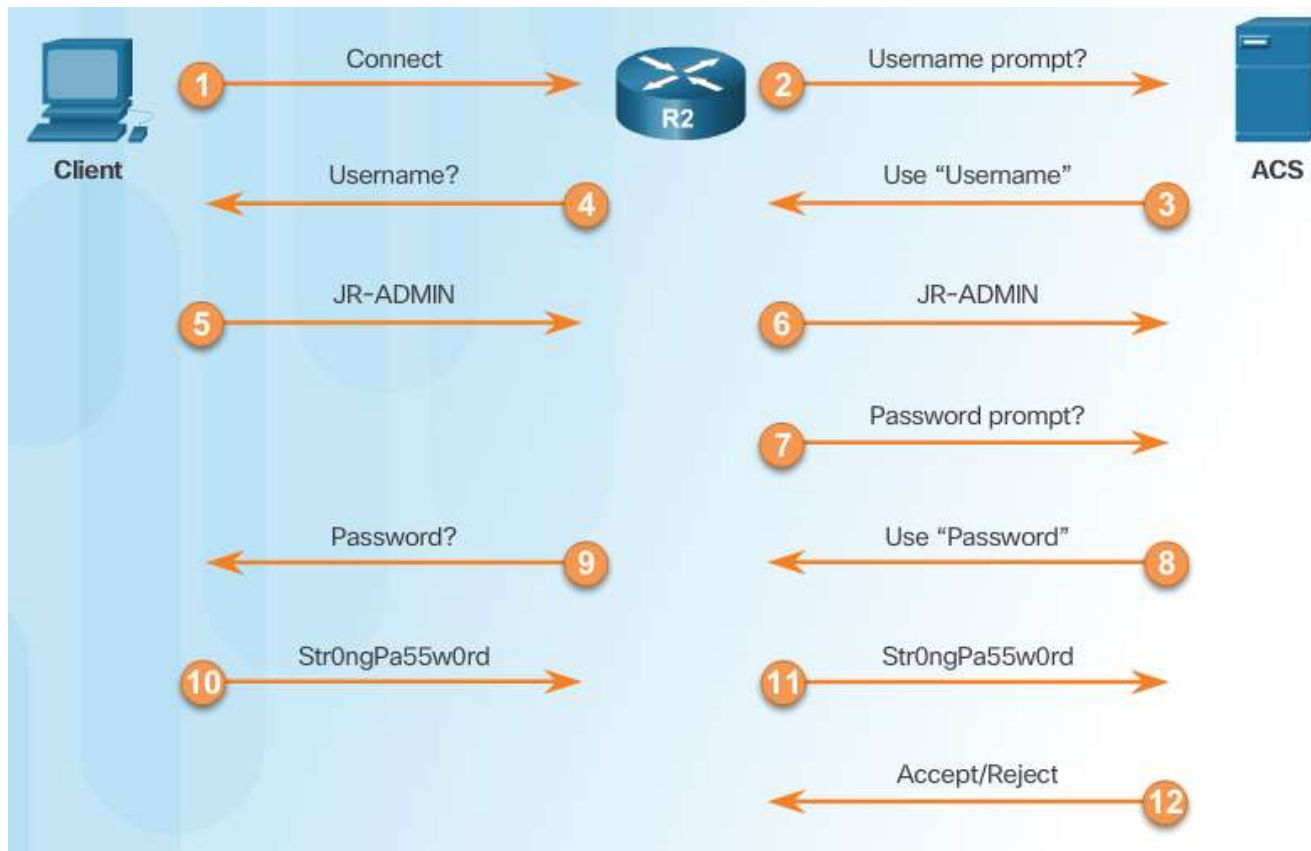 1
Connect
R2
2
Username prompt?
Client
ACS
4
Username?
3
Use “Username”
5
JR-ADMIN
6
JR-ADMIN
7
Password prompt?
9
Password?
8
Use “Password”
10
Str0ngPa55w0rd
11
Str0ngPa55w0rd
12
Accept/Reject